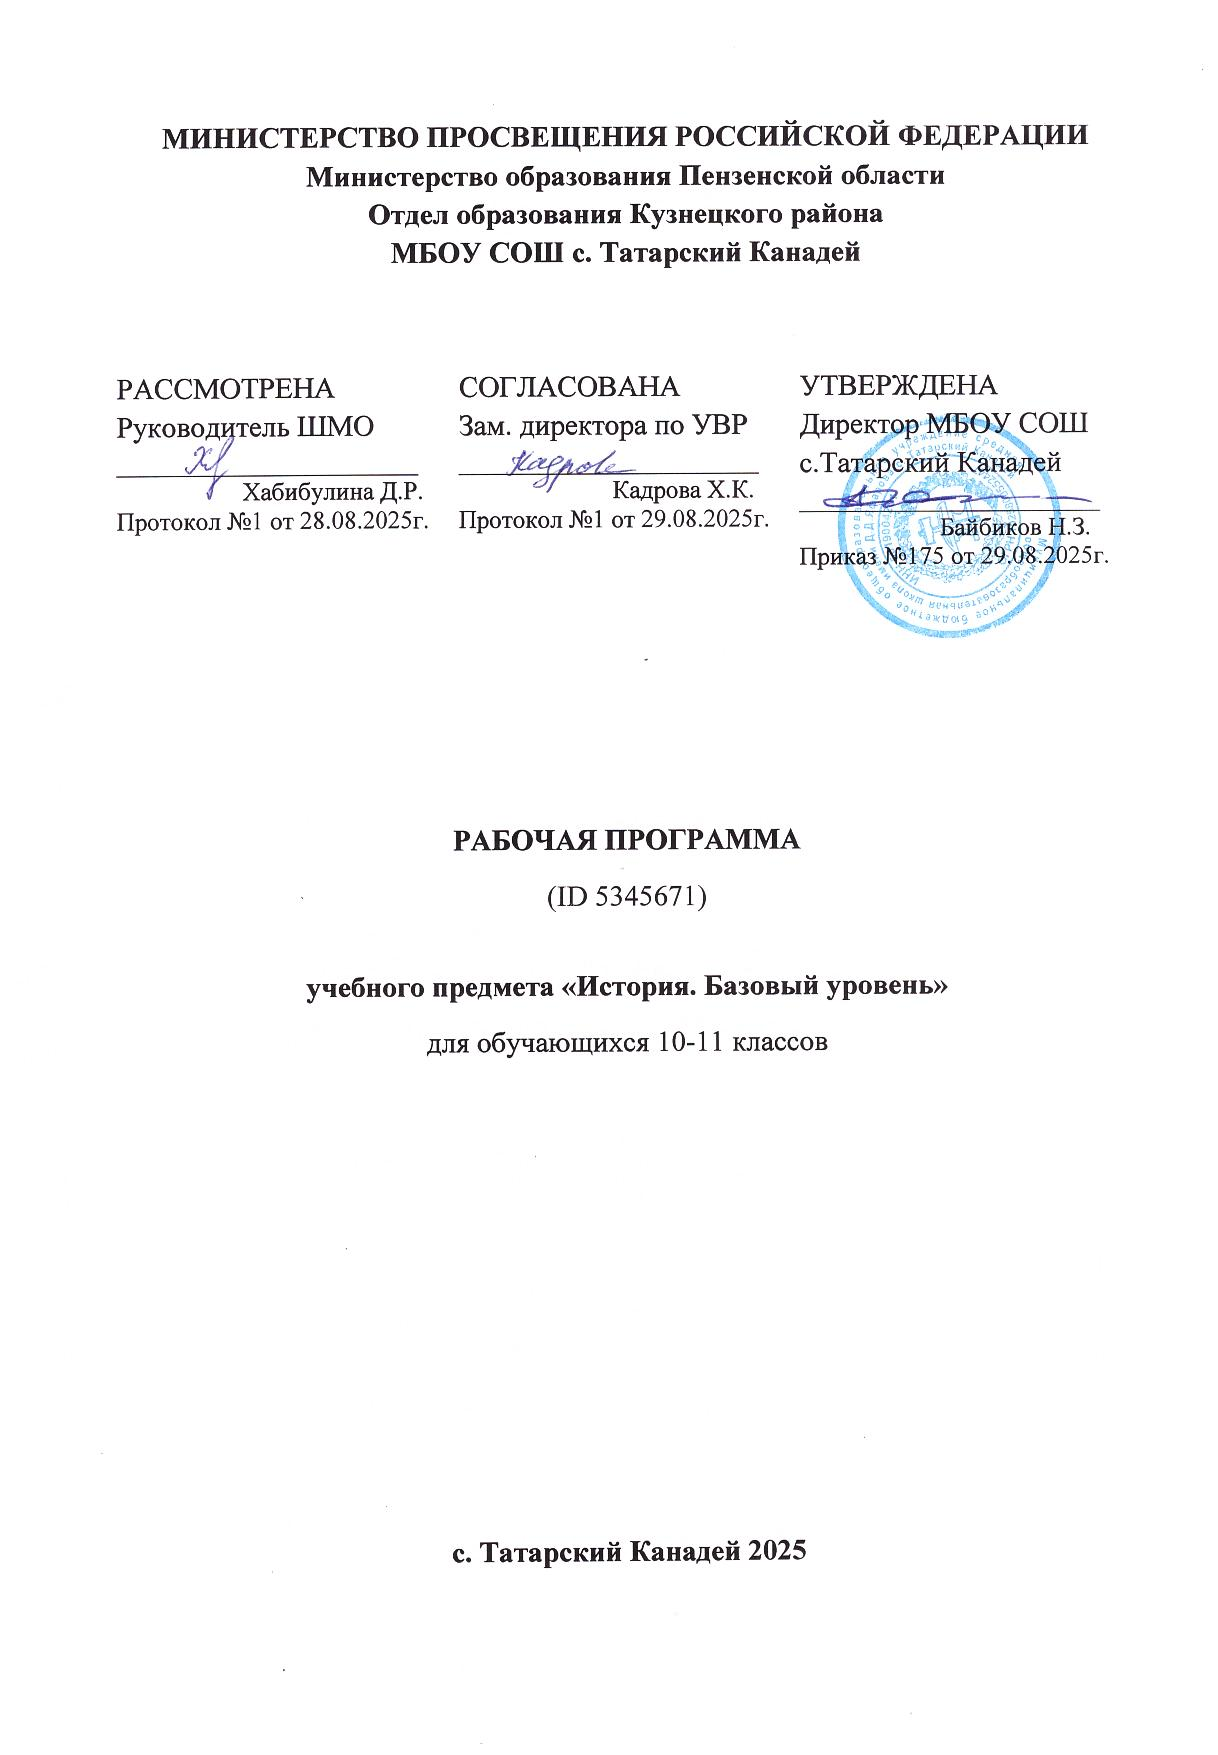 МИНИСТЕРСТВО ПРОСВЕЩЕНИЯ РОССИЙСКОЙ ФЕДЕРАЦИИ
Министерство образования Пензенской области
Отдел образования Кузнецкого района
МБОУ СОШ с. Татарский Канадей
РАССМОТРЕНА
Руководитель ШМО
Хабибулина Д.Р.
Протокол №1 от 28.08.2025г.
СОГЛАСОВАНА
Зам. директора по УВР
Кадрова
Кадрова Х.К.
Протокол №1 от 29.08.2025г.
УТВЕРЖДЕНА
Директор МБОУ СОШ
с.Татарский Канадей
Байбиков Н.З.
Приказ №175 от 29.08.2025г.
РАБОЧАЯ ПРОГРАММА
(ID 5345671)
учебного предмета «История. Базовый уровень»
для обучающихся 10-11 классов
с. Татарский Канадей 2025